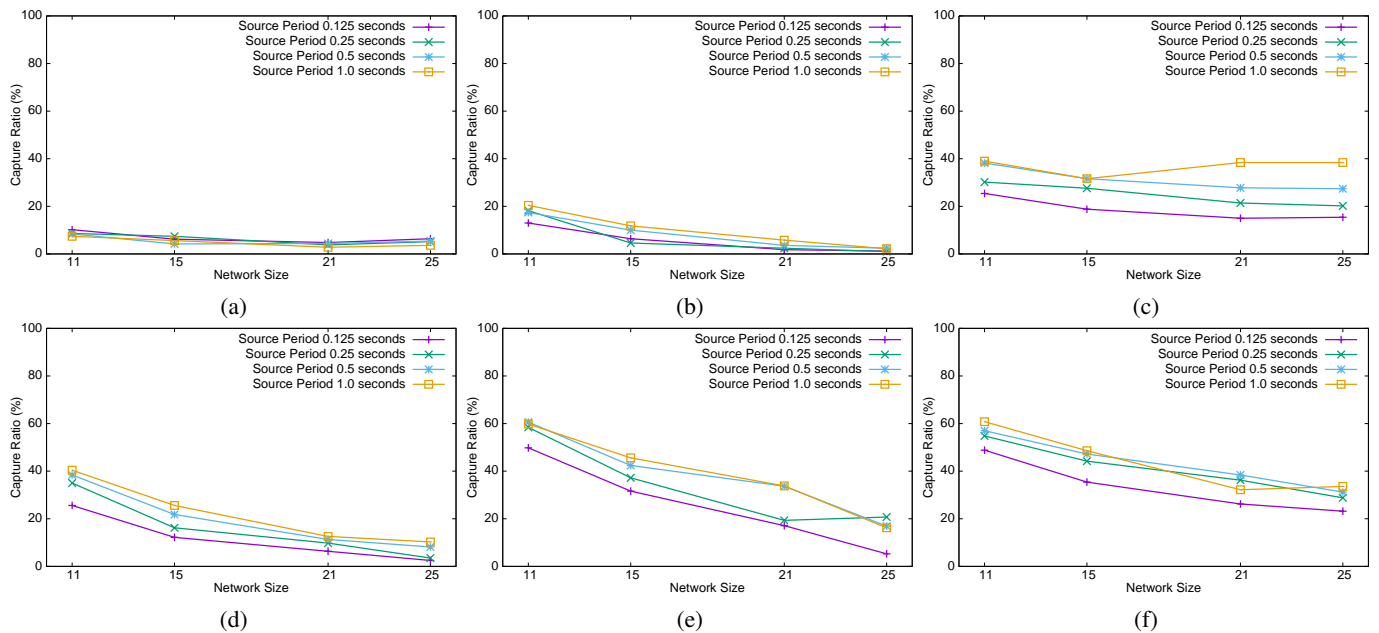 100
80
60
40
20
0
Capture Ratio (%)
Source Period 0.125 seconds
Source Period 0.25 seconds
Source Period 0.5 seconds
Source Period 1.0 seconds
11 15 21 25
Network Size
(a)
100
80
60
40
20
0
Capture Ratio (%)
Source Period 0.125 seconds
Source Period 0.25 seconds
Source Period 0.5 seconds
Source Period 1.0 seconds
11 15 21 25
Network Size
(b)
100
80
60
40
20
0
Capture Ratio (%)
Source Period 0.125 seconds
Source Period 0.25 seconds
Source Period 0.5 seconds
Source Period 1.0 seconds
11 15 21 25
Network Size
(c)
100
80
60
40
20
0
Capture Ratio (%)
Source Period 0.125 seconds
Source Period 0.25 seconds
Source Period 0.5 seconds
Source Period 1.0 seconds
11 15 21 25
Network Size
(d)
100
80
60
40
20
0
Capture Ratio (%)
Source Period 0.125 seconds
Source Period 0.25 seconds
Source Period 0.5 seconds
Source Period 1.0 seconds
11 15 21 25
Network Size
(e)
100
80
60
40
20
0
Capture Ratio (%)
Source Period 0.125 seconds
Source Period 0.25 seconds
Source Period 0.5 seconds
Source Period 1.0 seconds
11 15 21 25
Network Size
(f)